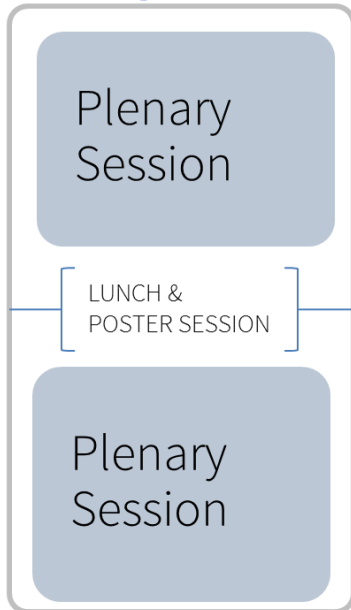 Plenary
Session
LUNCH &
POSTER SESSION
Plenary
Session